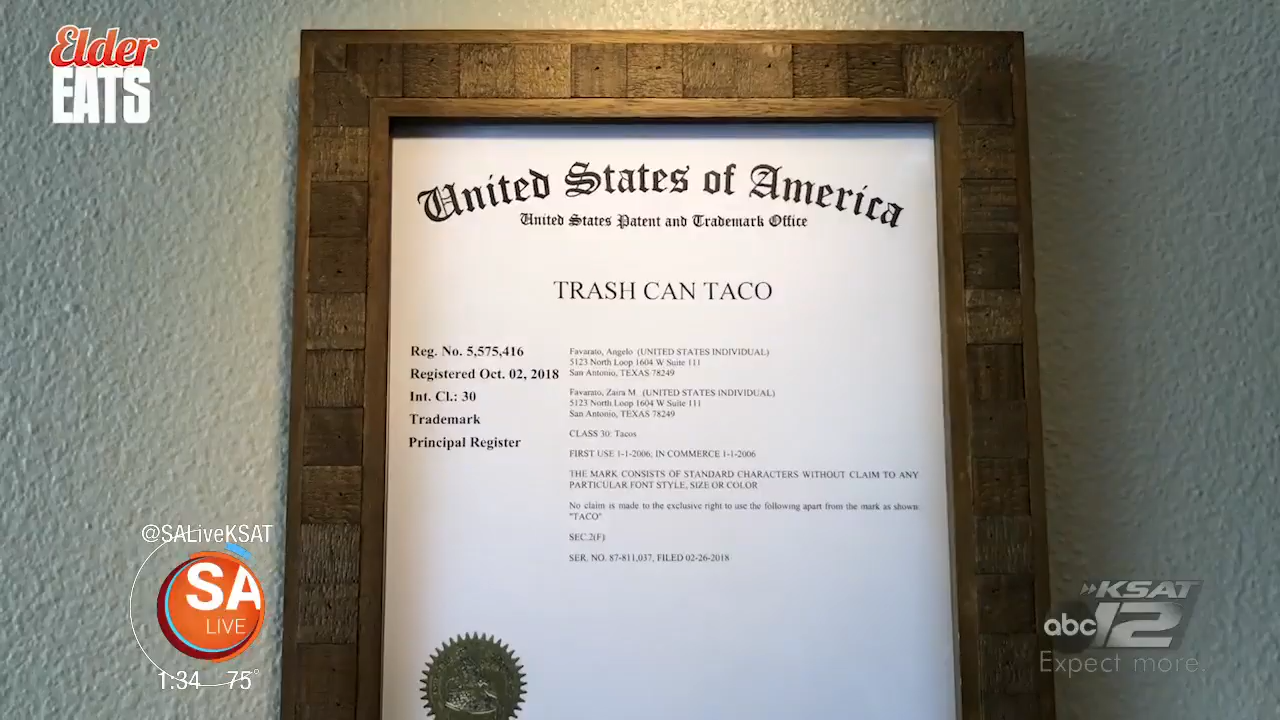 Elder
EATS
United States of America
United States Patent and Trademark Office
TRASH CAN TACO
Reg. No. 5,575,416
Registered Oct. 02, 2018
Int. Cl.: 30
Trademark
Principal Register
Favarato, Angelo (UNITED STATES INDIVIDUAL)
5123 North Loop 1604 W Suite 111
San Antonio, TEXAS 78249
Favarato, Zaira M (UNITED STATES INDIVIDUAL)
5123 North Loop 1604 W Suite 111
San Antonio, TEXAS 78249
CLASS 30: Tacos
FIRST USE 1-1-2006, IN COMMERCE 1-1-2006
THE MARK CONSISTS OF STANDARD CHARACTERS WITHOUT CLAIM TO ANY
PARTICULAR FONT STYLE, SIZE OR COLOR
No claim is made to the exclusive right to use the following apart from the mark as shown:
"TACO"
SEC.2(F)
SER. NO. 87-811,037, FILED 02-26-2018
@SALiveKSAT
SA
LIVE
1:34 75°
KSAT
abc 12
Expect more.